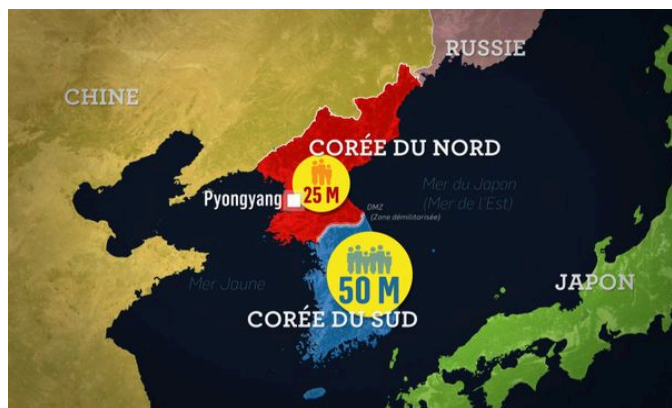 RUSSIE
CHINE
CORÉE DU NORD
25 M
Pyongyang
Mer du Japon
(Mer de l'Est)
DMZ
(Zone démilitarisée)
Mer Jaune
50 M
JAPON
CORÉE DU SUD